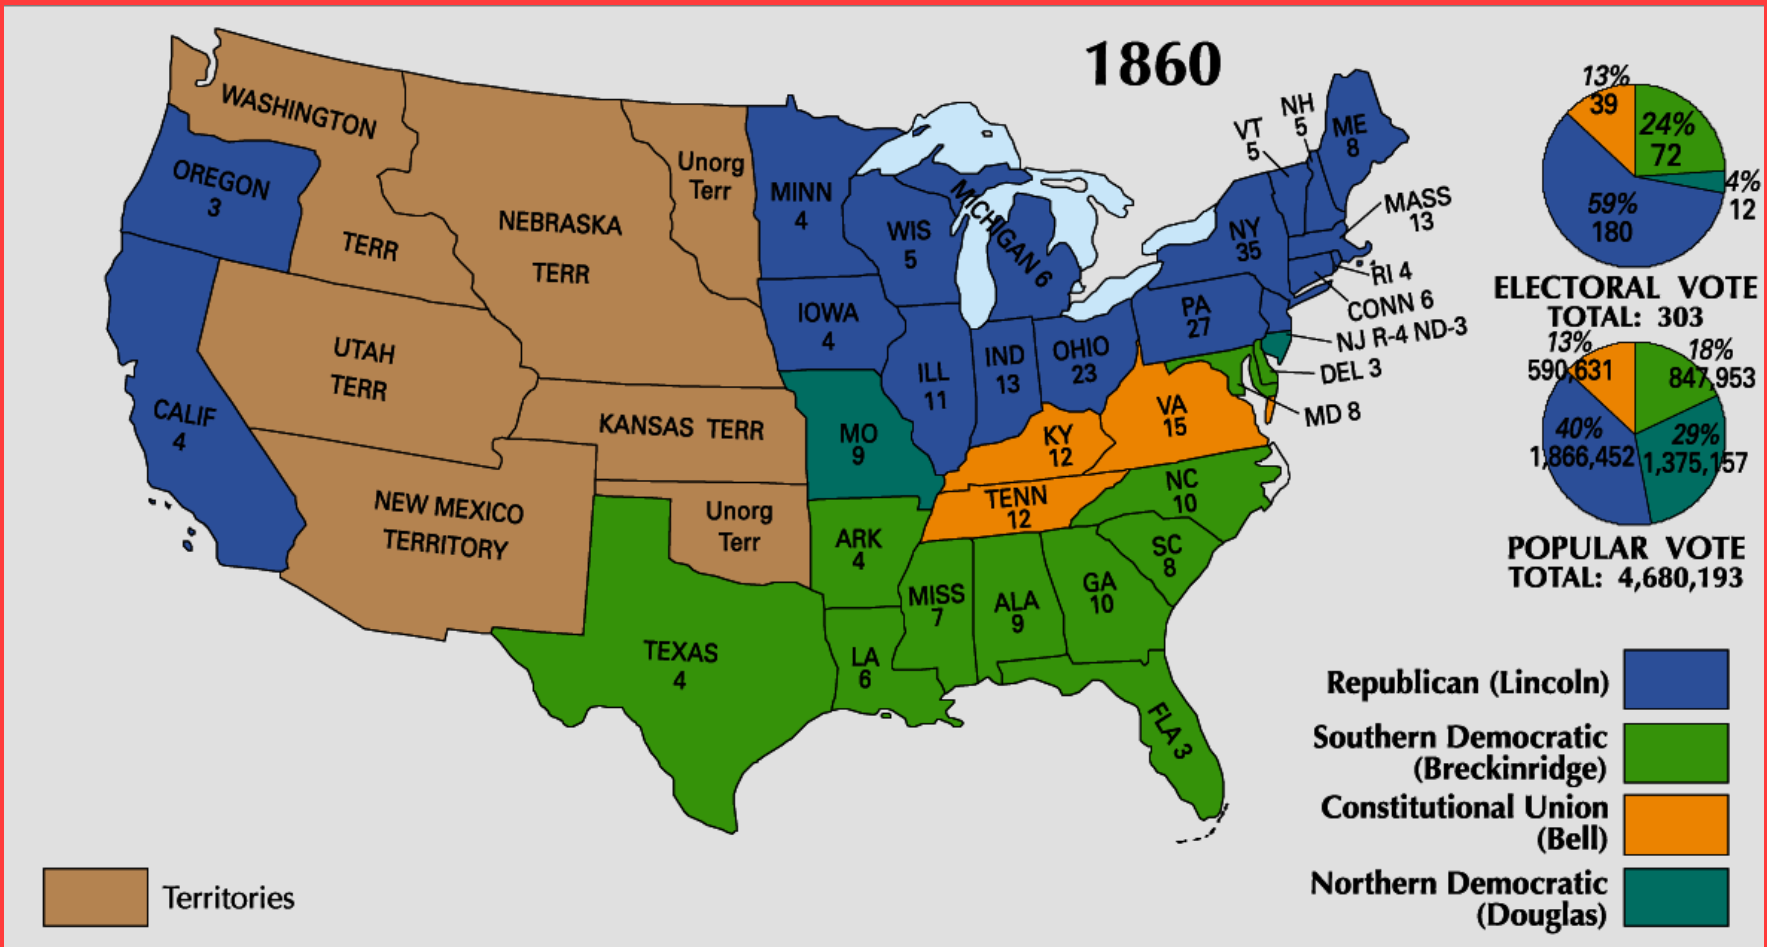 1860
WASHINGTON
TERR
OREGON
3
CALIF
4
NEBRASKA
TERR
Unorg
Terr
UTAH
TERR
KANSAS TERR
NEW MEXICO
TERRITORY
Unorg
Terr
MINN
4
IOWA
4
WIS
5
MICHIGAN 6
ILL
11
IND
13
OHIO
23
MO
9
ARK
4
TEXAS
4
LA
6
MISS
7
ALA
9
GA
10
FLA 3
SC
8
NC
10
TENN
12
KY
12
VA
15
PA
27
NY
35
VT
5
NH
5
ME
8
MASS
13
RI 4
CONN 6
NJ R-4 ND-3
DEL 3
MD 8
13%
39
24%
72
4%
12
59%
180
ELECTORAL VOTE
TOTAL: 303
13%
590,631
18%
847,953
40%
1,866,452
29%
1,375,157
POPULAR VOTE
TOTAL: 4,680,193
Republican (Lincoln)
Southern Democratic
(Breckinridge)
Constitutional Union
(Bell)
Northern Democratic
(Douglas)
Territories